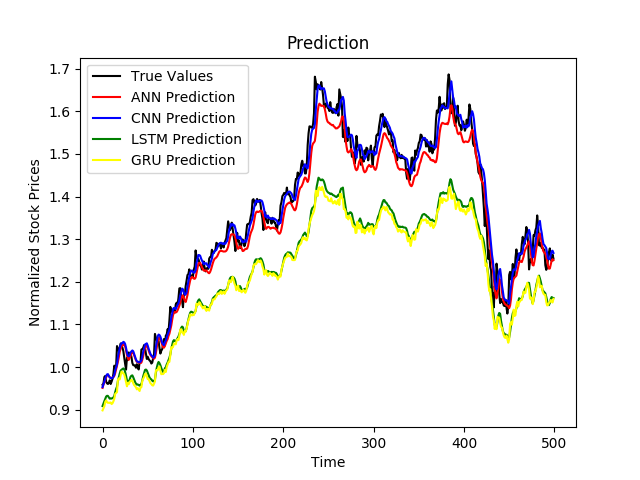 Prediction
True Values
ANN Prediction
CNN Prediction
LSTM Prediction
GRU Prediction
Normalized Stock Prices
1.7
1.6
1.5
1.4
1.3
1.2
1.1
1.0
0.9
0
100
200
300
400
500
Time